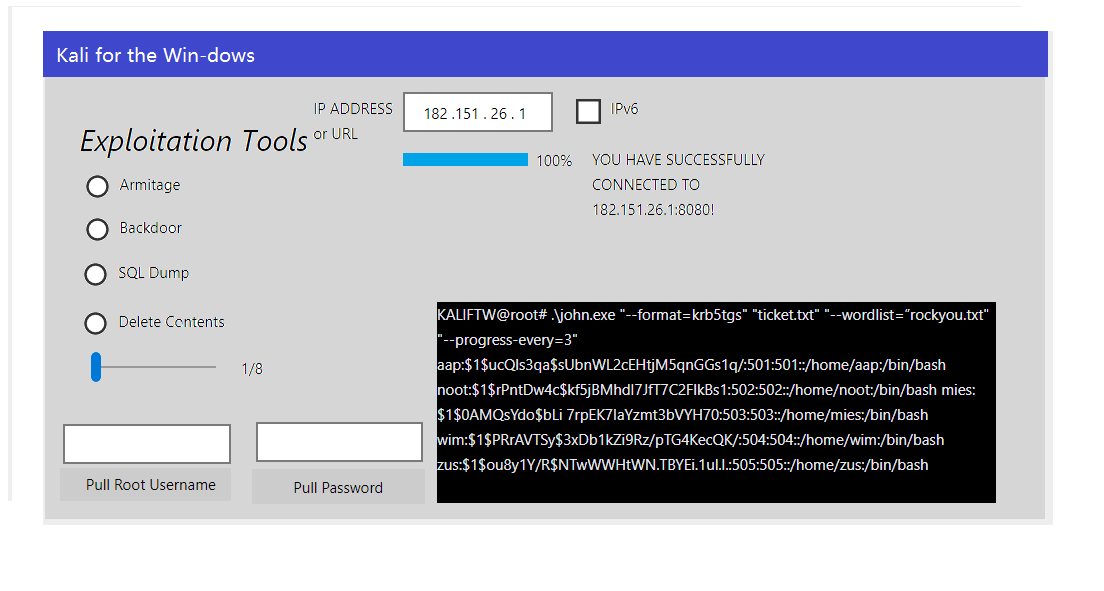 Kali for the Win-dows
IP ADDRESS
or URL
182 .151 . 26 . 1
IPv6
Exploitation Tools
100%
YOU HAVE SUCCESSFULLY
CONNECTED TO
182.151.26.1:8080!
Armitage
Backdoor
SQL Dump
Delete Contents
1/8
KALIFTW@root# .\john.exe "--format=krb5tgs" "ticket.txt" "--wordlist="rockyou.txt"
"--progress-every=3"
aap:$1$ucQIs3qa$sUbnWL2cEHtjM5qnGGs1q/:501:501::/home/aap:/bin/bash
noot:$1$rPntDw4c$kf5jBMhdI7JfT7C2FIkBs1:502:502::/home/noot:/bin/bash mies:
$1$0AMQsYdo$bLi 7rpEK7IaYzmt3bVYH70:503:503::/home/mies:/bin/bash
wim:$1$PRrAVTSy$3xDb1kZi9Rz/pTG4KecQK/:504:504::/home/wim:/bin/bash
zus:$1$ou8y1Y/R$NTwWWHtWN.TBYEi.1uI.I.:505:505::/home/zus:/bin/bash
Pull Root Username
Pull Password